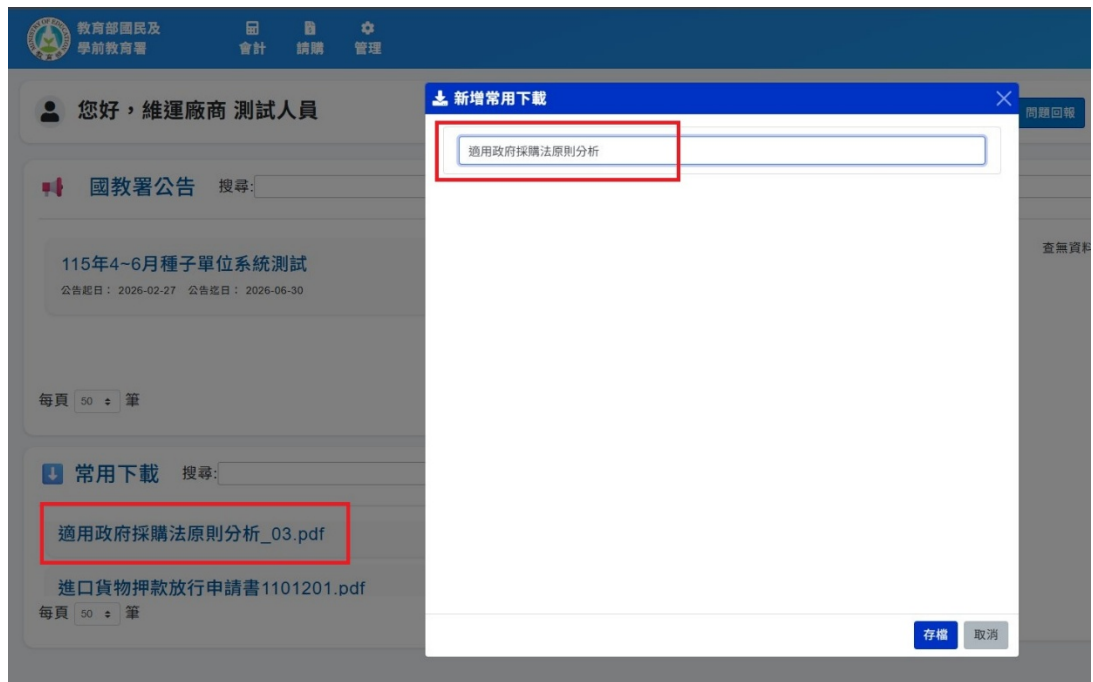 教育部國民及
學前教育署
會計
請購
管理
您好，維運廠商 測試人員
問題回報
國教署公告 搜尋:
115年4~6月種子單位系統測試
公告起日： 2026-02-27 公告迄日： 2026-06-30
查無資料
每頁 50 筆
常用下載 搜尋:
適用政府採購法原則分析_03.pdf
進口貨物押款放行申請書1101201.pdf
每頁 50 筆
新增常用下載
適用政府採購法原則分析
存檔 取消